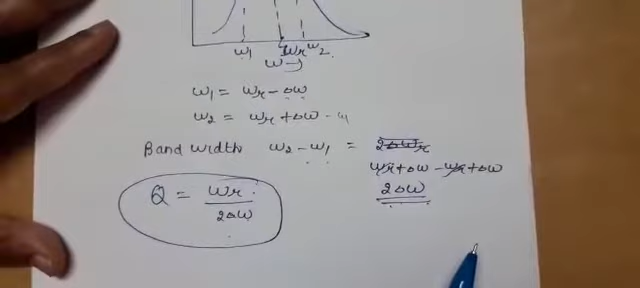 ω1 ωr ω2
ω→
ω1 = ωr - Δω
ω2 = ωr + Δω
Band width ω2 - ω1 = 2Δωr
ωr + Δω - ωr + Δω
2Δω
Q = ωr / 2Δω